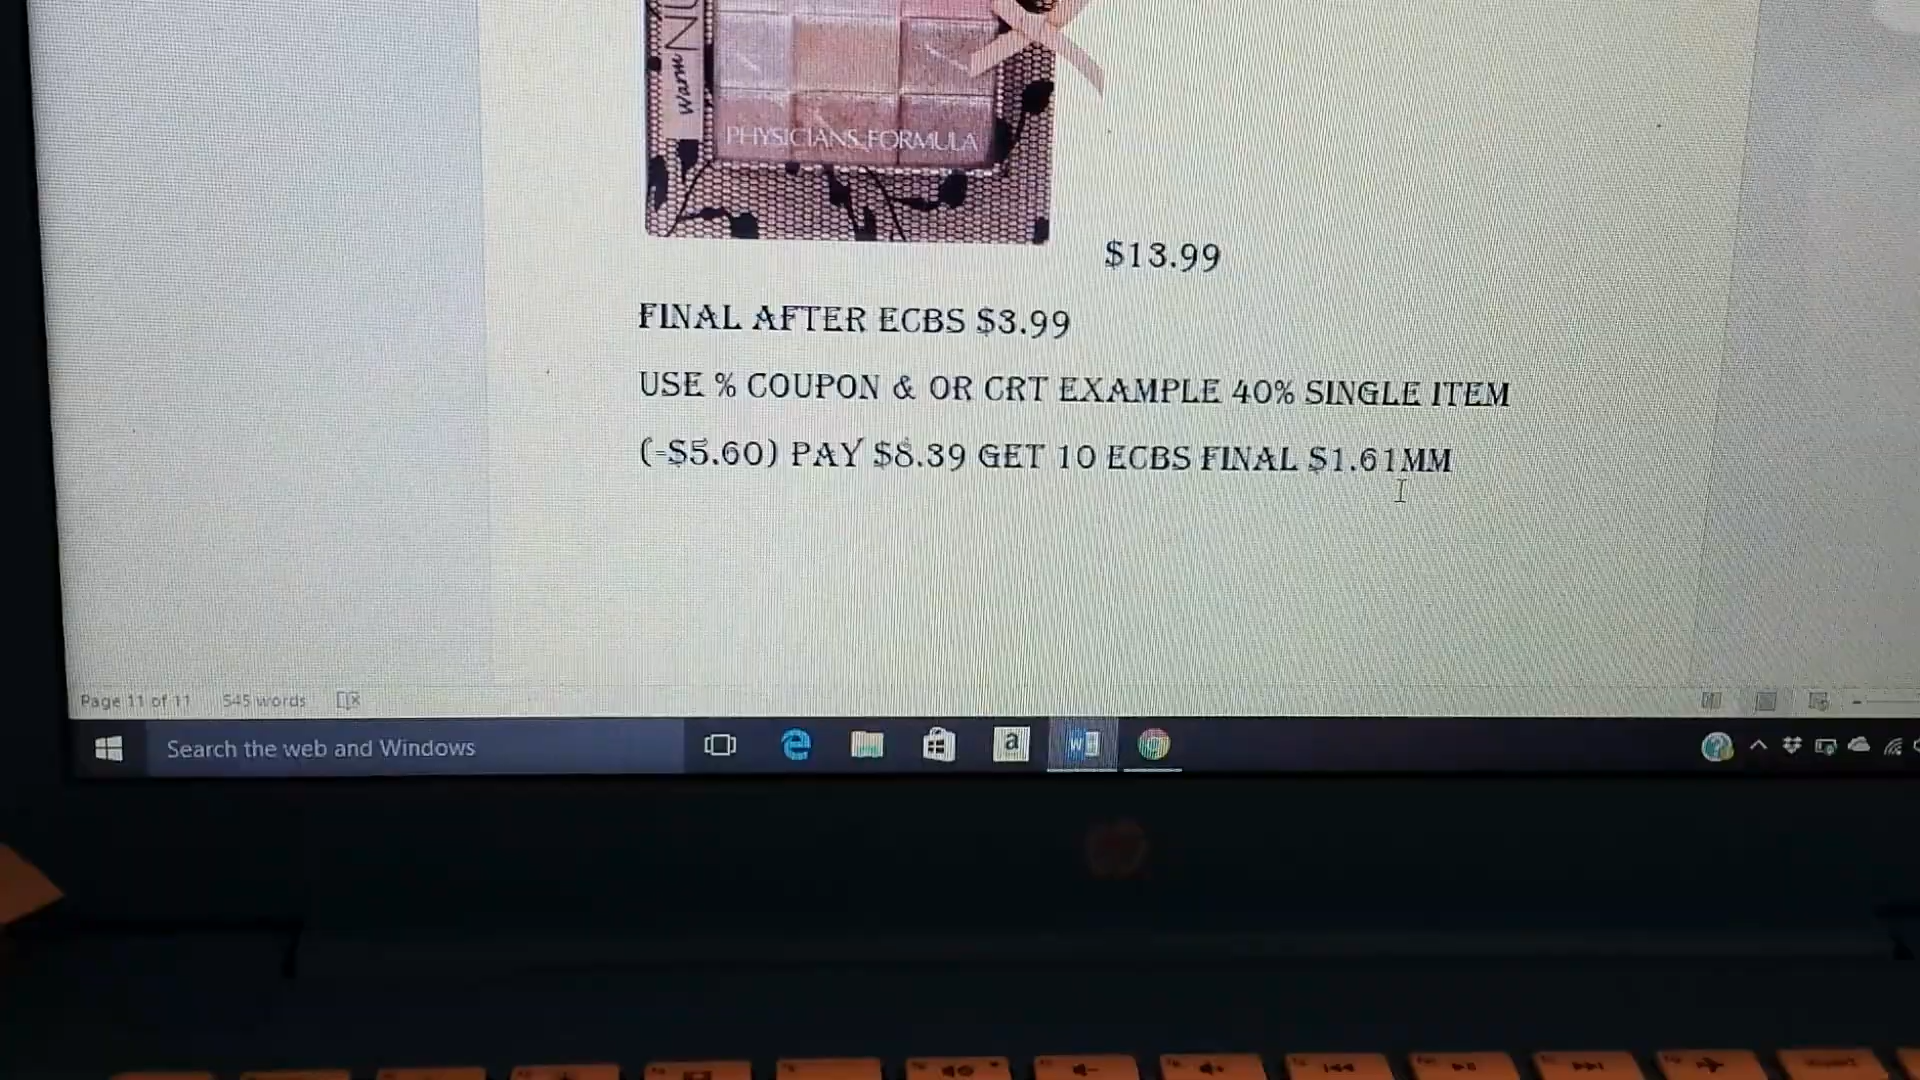 warm
PHYSICIANS FORMULA
$13.99
FINAL AFTER ECBS $3.99
USE % COUPON & OR CRT EXAMPLE 40% SINGLE ITEM
(-$5.60) PAY $8.39 GET 10 ECBS FINAL $1.61MM
Page 11 of 11 545 words
Search the web and Windows